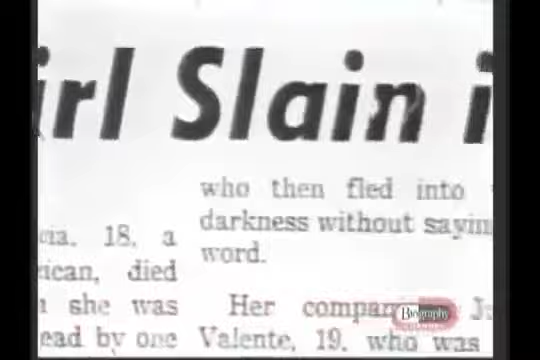 irl Slain i
cia, 18, a
ican, died
she was
ead by one
who then fled into
darkness without sayin
word.
Her compan
Valente, 19, who was
Biography